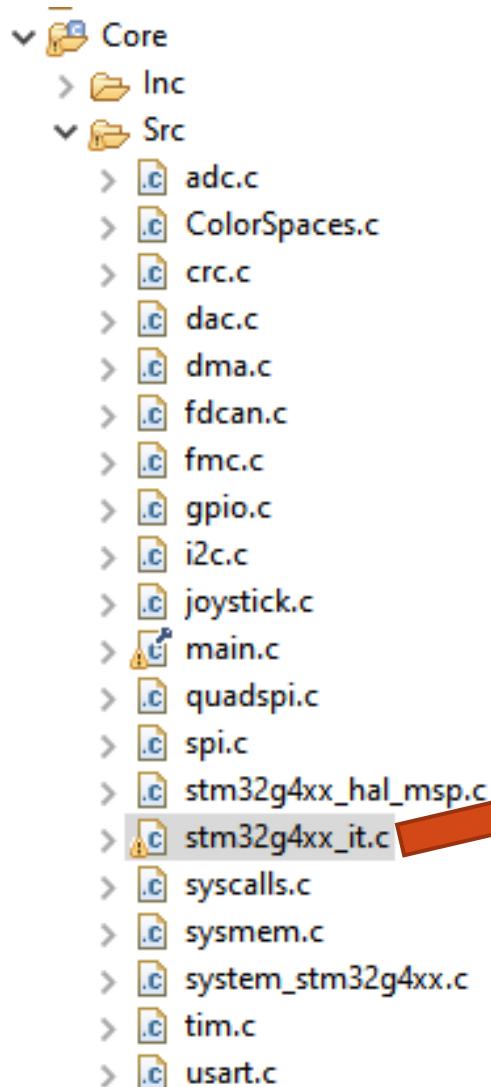 Core
Inc
Src
adc.c
ColorSpaces.c
crc.c
dac.c
dma.c
fdcan.c
fmc.c
gpio.c
i2c.c
joystick.c
main.c
quadspi.c
spi.c
stm32g4xx_hal_msp.c
stm32g4xx_it.c
syscalls.c
sysmem.c
system_stm32g4xx.c
tim.c
usart.c